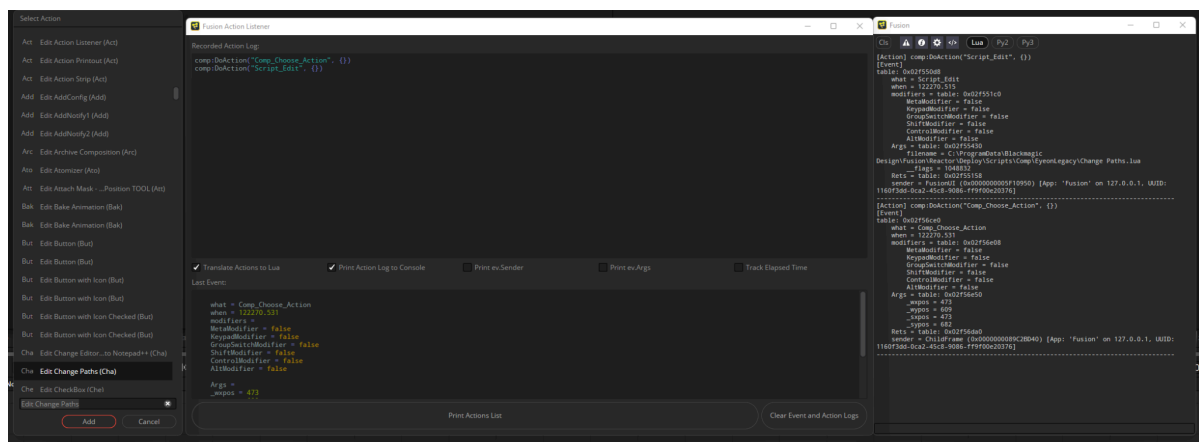 Select Action
Act Edit Action Listener (Act)
Act Edit Action Printout (Act)
Act Edit Action Strip (Act)
Add Edit AddConfig (Add)
Add Edit AddNotify1 (Add)
Add Edit AddNotify2 (Add)
Arc Edit Archive Composition (Arc)
Ato Edit Atomizer (Ato)
Att Edit Attach Mask - ...Position TOOL (Att)
Bak Edit Bake Animation (Bak)
Bak Edit Bake Animation (Bak)
But Edit Button (But)
But Edit Button (But)
But Edit Button with Icon (But)
But Edit Button with Icon (But)
But Edit Button with Icon Checked (But)
But Edit Button with Icon Checked (But)
Cha Edit Change Editor...to Notepad++ (Cha)
Cha Edit Change Paths (Cha)
Che Edit CheckBox (Che)
Edit Change Paths
Add Cancel
Fusion Action Listener
Recorded Action Log:
comp:DoAction("Comp_Choose_Action", {})
comp:DoAction("Script_Edit", {})
Translate Actions to Lua Print Action Log to Console Print ev.Sender Print ev.Args Track Elapsed Time
Last Event:
what = Comp_Choose_Action
when = 122270.531
modifiers =
MetaModifier = false
KeypadModifier = false
GroupSwitchModifier = false
ShiftModifier = false
ControlModifier = false
AltModifier = false
Args =
_wxpos = 473
Print Actions List Clear Event and Action Logs
Fusion
Cls Lua Py2 Py3
[Action] comp:DoAction("Script_Edit", {})
[Event]
table: 0x02f550d8
what = Script_Edit
when = 122270.515
modifiers = table: 0x02f551c0
MetaModifier = false
KeypadModifier = false
GroupSwitchModifier = false
ShiftModifier = false
ControlModifier = false
AltModifier = false
Args = table: 0x02f55430
filename = C:\ProgramData\Blackmagic
Design\Fusion\Reactor\Deploy\Scripts\Comp\EyeonLegacy\Change Paths.lua
__flags = 1048832
Rets = table: 0x02f55158
sender = FusionUI (0x0000000005F10950) [App: 'Fusion' on 127.0.0.1, UUID:
1160f3dd-0ca2-45c8-9086-ff9f00e20376]
[Action] comp:DoAction("Comp_Choose_Action", {})
[Event]
table: 0x02f56ce0
what = Comp_Choose_Action
when = 122270.531
modifiers = table: 0x02f56e08
MetaModifier = false
KeypadModifier = false
GroupSwitchModifier = false
ShiftModifier = false
ControlModifier = false
AltModifier = false
Args = table: 0x02f56e50
_wxpos = 473
_wypos = 609
_sxpos = 473
_sypos = 682
Rets = table: 0x02f56da0
sender = ChildFrame (0x0000000089C2BD40) [App: 'Fusion' on 127.0.0.1, UUID:
1160f3dd-0ca2-45c8-9086-ff9f00e20376]